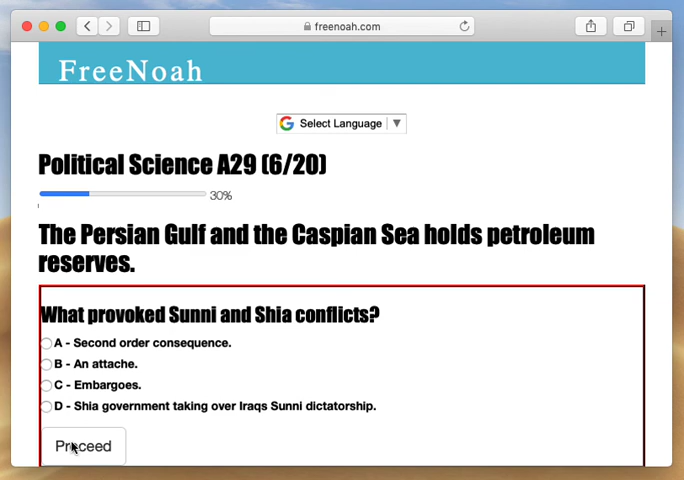 freenoah.com
FreeNoah
Select Language
Political Science A29 (6/20)
30%
The Persian Gulf and the Caspian Sea holds petroleum
reserves.
What provoked Sunni and Shia conflicts?
A - Second order consequence.
B - An attache.
C - Embargoes.
D - Shia government taking over Iraqs Sunni dictatorship.
Proceed